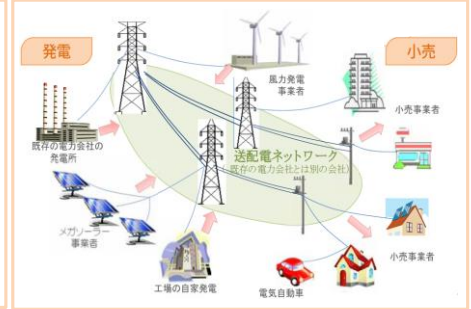 発電
小売
風力発電
事業者
小売事業者
既存の電力会社の
発電所
送配電ネットワーク
(既存の電力会社とは別の会社)
メガソーラー
事業者
小売事業者
工場の自家発電
電気自動車